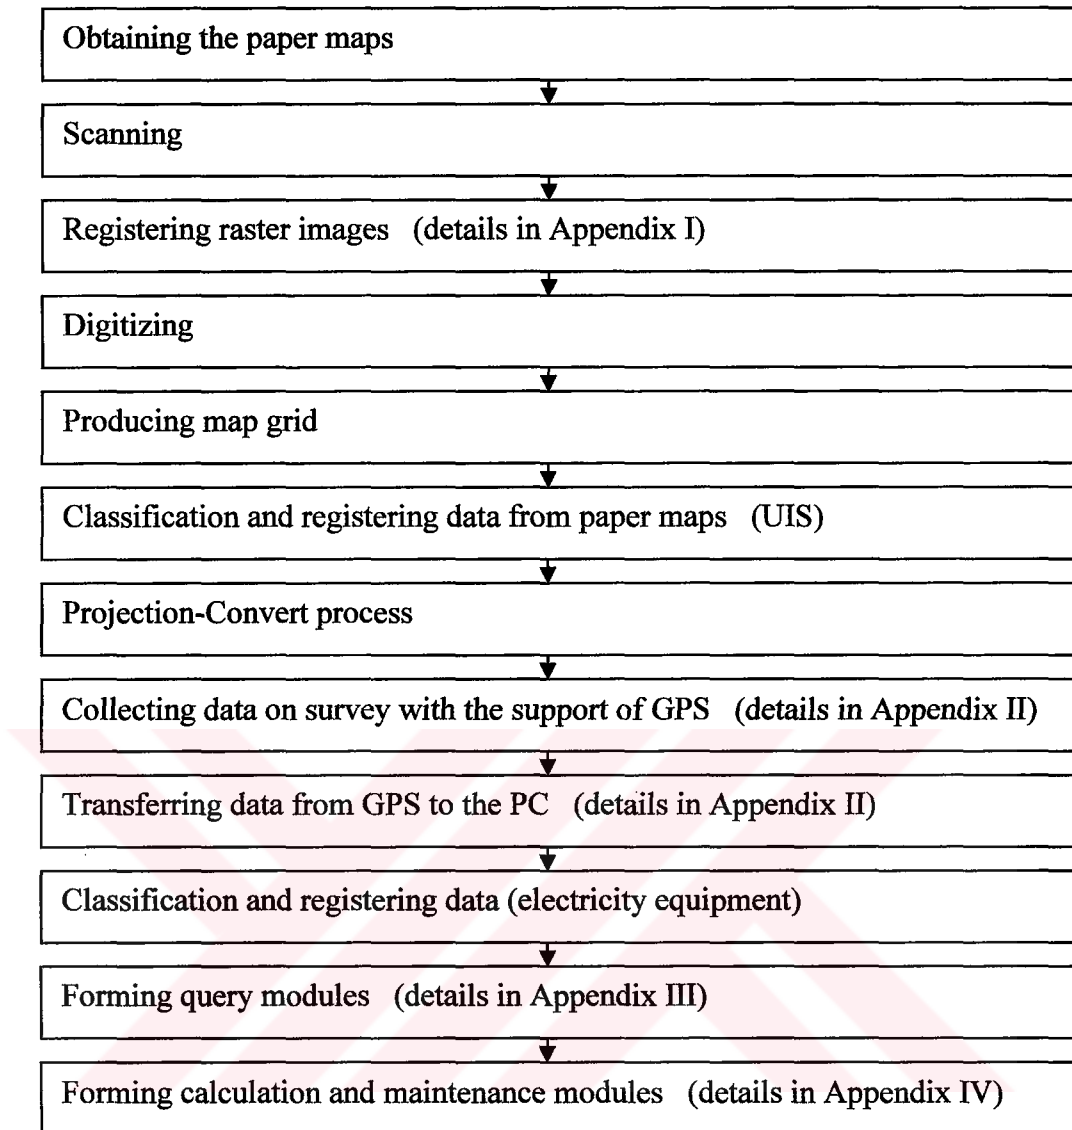 Obtaining the paper maps
Scanning
Registering raster images (details in Appendix I)
Digitizing
Producing map grid
Classification and registering data from paper maps (UIS)
Projection-Convert process
Collecting data on survey with the support of GPS (details in Appendix II)
Transferring data from GPS to the PC (details in Appendix II)
Classification and registering data (electricity equipment)
Forming query modules (details in Appendix III)
Forming calculation and maintenance modules (details in Appendix IV)